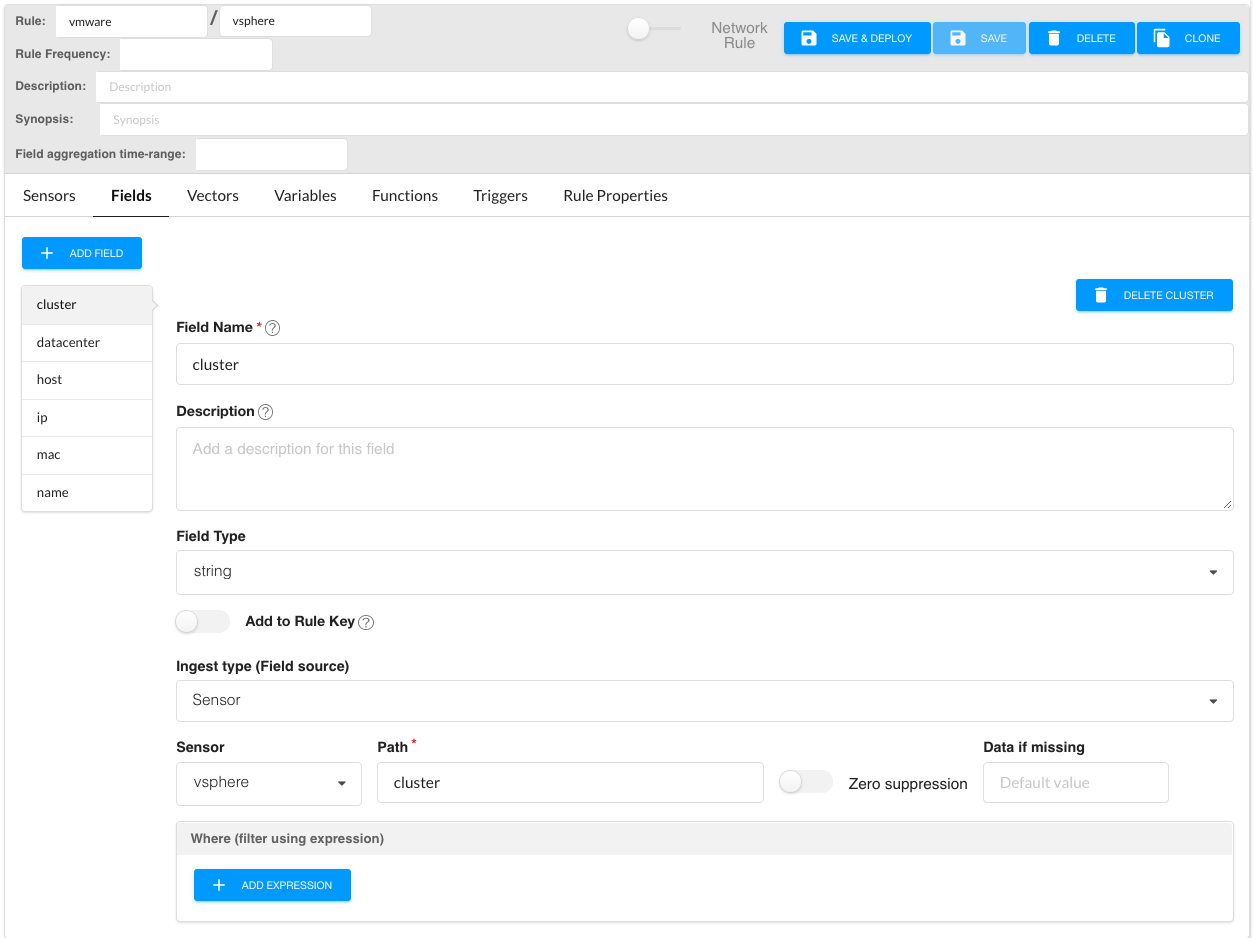 Rule: vmware / vsphere
Network Rule
SAVE & DEPLOY SAVE DELETE CLONE
Rule Frequency:
Description: Description
Synopsis: Synopsis
Field aggregation time-range:
Sensors Fields Vectors Variables Functions Triggers Rule Properties
+ ADD FIELD
cluster
datacenter
host
ip
mac
name
DELETE CLUSTER
Field Name * ?
cluster
Description ?
Add a description for this field
Field Type
string
Add to Rule Key ?
Ingest type (Field source)
Sensor
Sensor Path * Data if missing
vsphere cluster Zero suppression Default value
Where (filter using expression)
+ ADD EXPRESSION